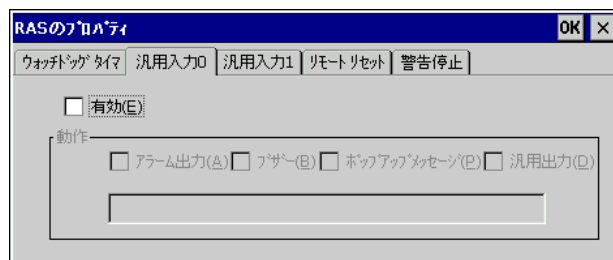 RASのﾌﾟﾛﾊﾟﾃｨ OK ×
ｳｫｯﾁﾄﾞｯｸﾞ ﾀｲﾏ 汎用入力0 汎用入力1 ﾘﾓｰﾄ ﾘｾｯﾄ 警告停止
有効(E)
動作
ｱﾗｰﾑ出力(A) ﾌﾞｻﾞｰ(B) ﾎﾟｯﾌﾟｱｯﾌﾟﾒｯｾｰｼﾞ(P) 汎用出力(D)